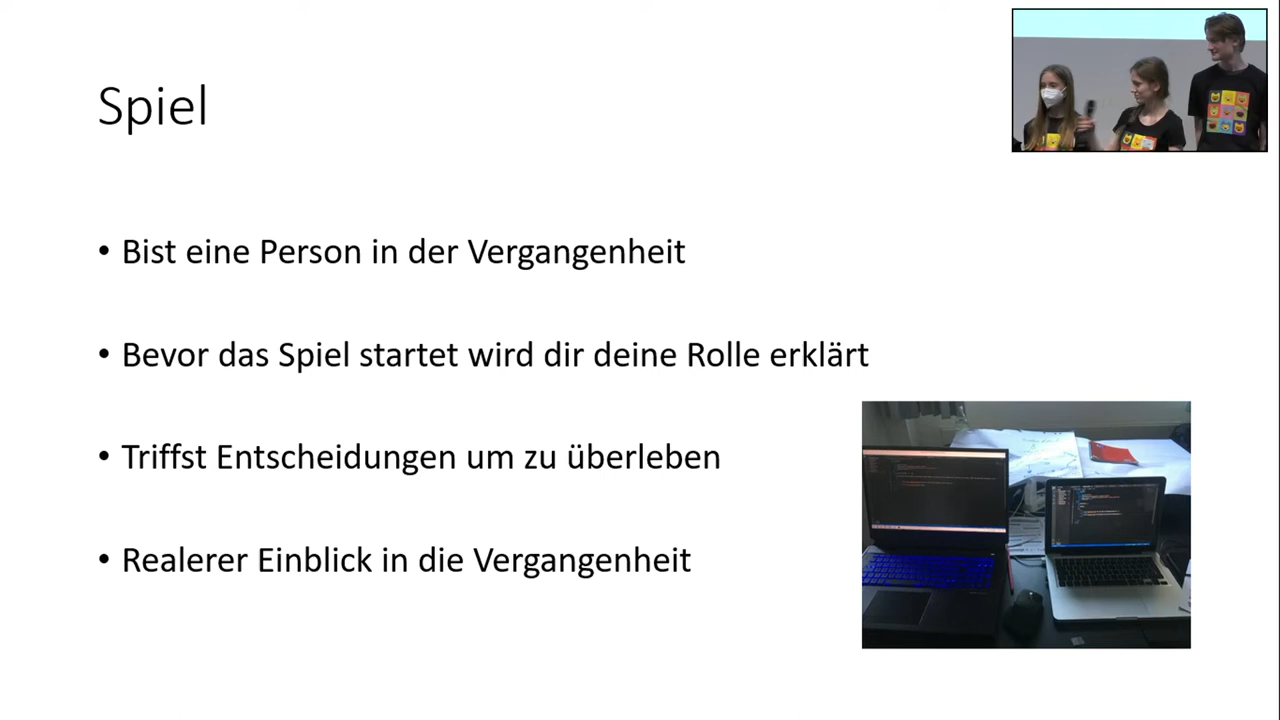 Spiel
• Bist eine Person in der Vergangenheit
• Bevor das Spiel startet wird dir deine Rolle erklärt
• Triffst Entscheidungen um zu überleben
• Realerer Einblick in die Vergangenheit